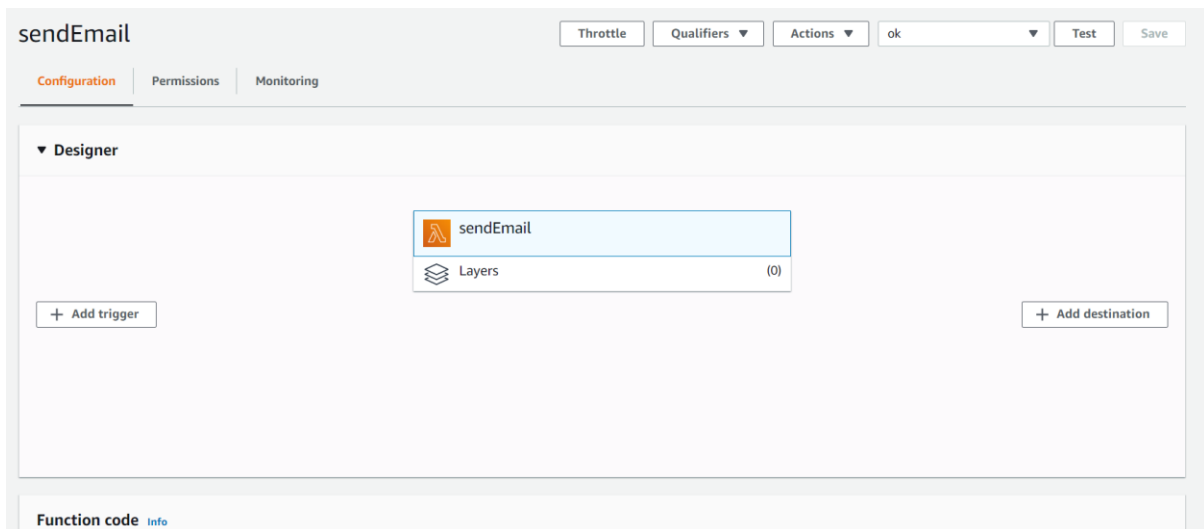 sendEmail
Throttle Qualifiers Actions ok Test Save
Configuration Permissions Monitoring
Designer
sendEmail
Layers (0)
+ Add trigger + Add destination
Function code Info